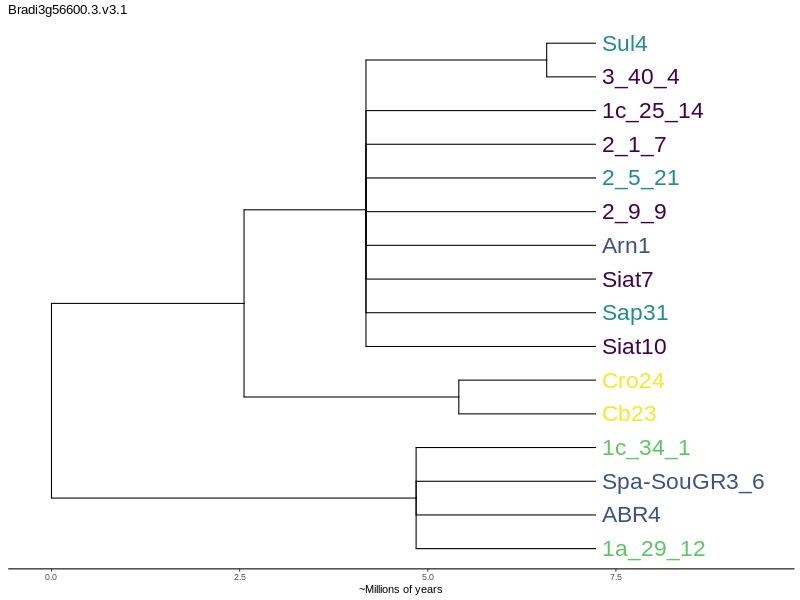 Bradi3g56600.3.v3.1
Sul4
3_40_4
1c_25_14
2_1_7
2_5_21
2_9_9
Arn1
Siat7
Sap31
Siat10
Cro24
Cb23
1c_34_1
Spa-SouGR3_6
ABR4
1a_29_12
0.0 2.5 5.0 7.5
~Millions of years